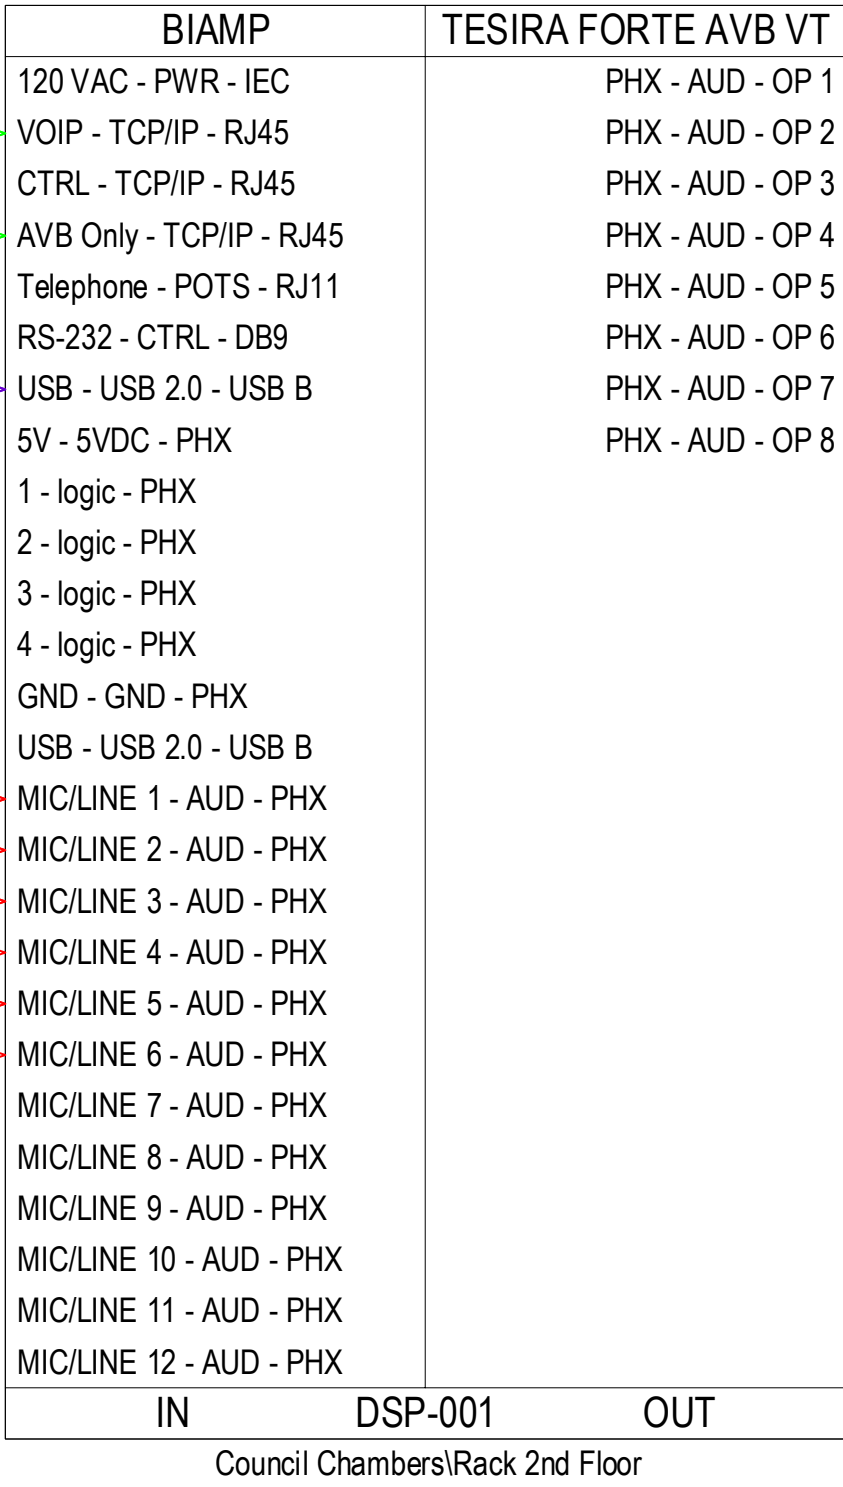 BIAMP TESIRA FORTE AVB VT
120 VAC - PWR - IEC PHX - AUD - OP 1
VOIP - TCP/IP - RJ45 PHX - AUD - OP 2
CTRL - TCP/IP - RJ45 PHX - AUD - OP 3
AVB Only - TCP/IP - RJ45 PHX - AUD - OP 4
Telephone - POTS - RJ11 PHX - AUD - OP 5
RS-232 - CTRL - DB9 PHX - AUD - OP 6
USB - USB 2.0 - USB B PHX - AUD - OP 7
5V - 5VDC - PHX PHX - AUD - OP 8
1 - logic - PHX
2 - logic - PHX
3 - logic - PHX
4 - logic - PHX
GND - GND - PHX
USB - USB 2.0 - USB B
MIC/LINE 1 - AUD - PHX
MIC/LINE 2 - AUD - PHX
MIC/LINE 3 - AUD - PHX
MIC/LINE 4 - AUD - PHX
MIC/LINE 5 - AUD - PHX
MIC/LINE 6 - AUD - PHX
MIC/LINE 7 - AUD - PHX
MIC/LINE 8 - AUD - PHX
MIC/LINE 9 - AUD - PHX
MIC/LINE 10 - AUD - PHX
MIC/LINE 11 - AUD - PHX
MIC/LINE 12 - AUD - PHX
IN DSP-001 OUT
Council Chambers\Rack 2nd Floor